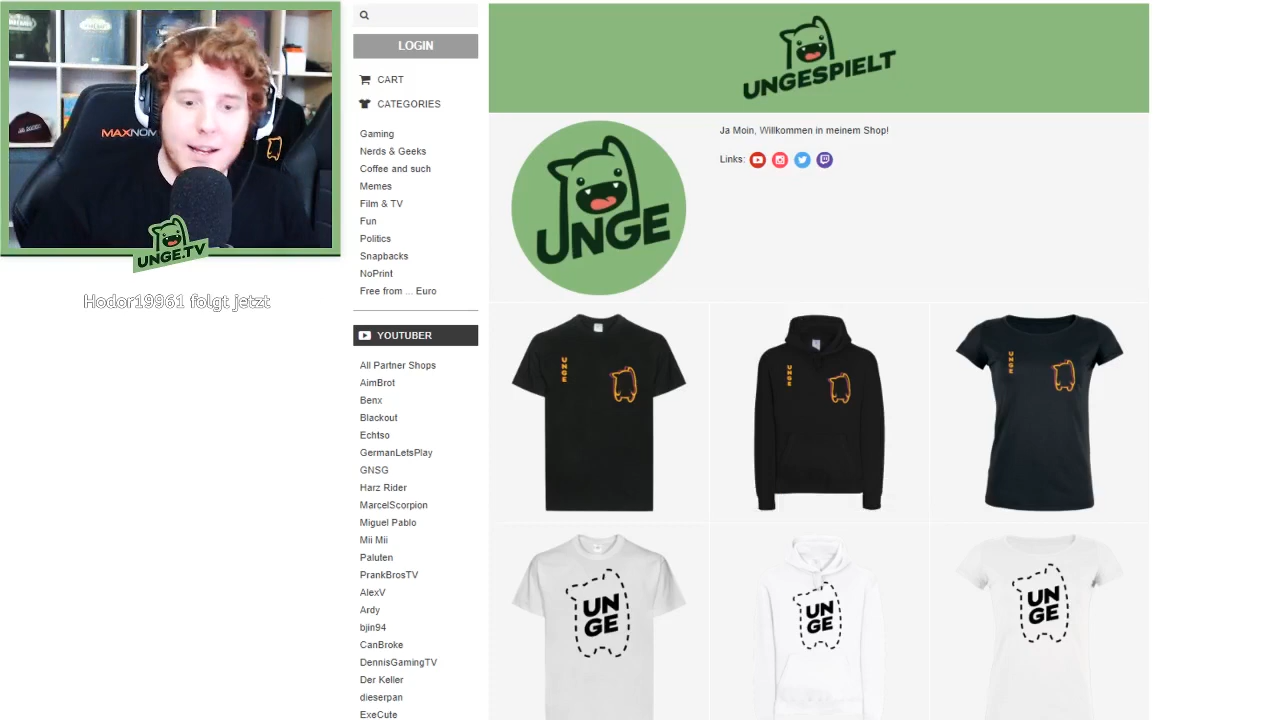 MAXNOM
UNGE.TV
Hodor19961 folgt jetzt
LOGIN
CART
CATEGORIES
Gaming
Nerds & Geeks
Coffee and such
Memes
Film & TV
Fun
Politics
Snapbacks
NoPrint
Free from ... Euro
YOUTUBER
All Partner Shops
AimBrot
Benx
Blackout
Echtso
GermanLetsPlay
GNSG
Harz Rider
MarcelScorpion
Miguel Pablo
Mii Mii
Paluten
PrankBrosTV
AlexV
Ardy
bjin94
CanBroke
DennisGamingTV
Der Keller
dieserpan
ExeCute
UNGESPIELT
UNGE
Ja Moin, Willkommen in meinem Shop!
Links:
UNGE
UNGE
UNGE
UN
GE
UN
GE
UN
GE